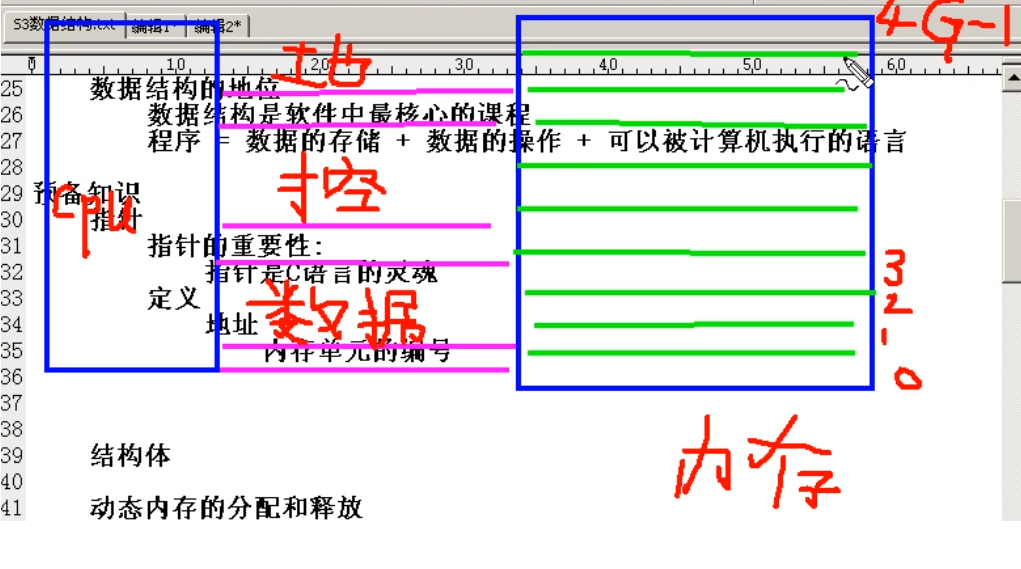 S3数据结构.txt 编辑1* 编辑2*
4G-1
0 10 20 30 40 50 60
地
25 数据结构的地位
26 数据结构是软件中最核心的课程
27 程序 = 数据的存储 + 数据的操作 + 可以被计算机执行的语言
28
控
29 预备知识
cpu
30 指针
31 指针的重要性:
32 指针是C语言的灵魂
3
33 定义
2
数据
34 地址
1
35 内存单元的编号
36
0
37
38
39 结构体
内存
40
41 动态内存的分配和释放